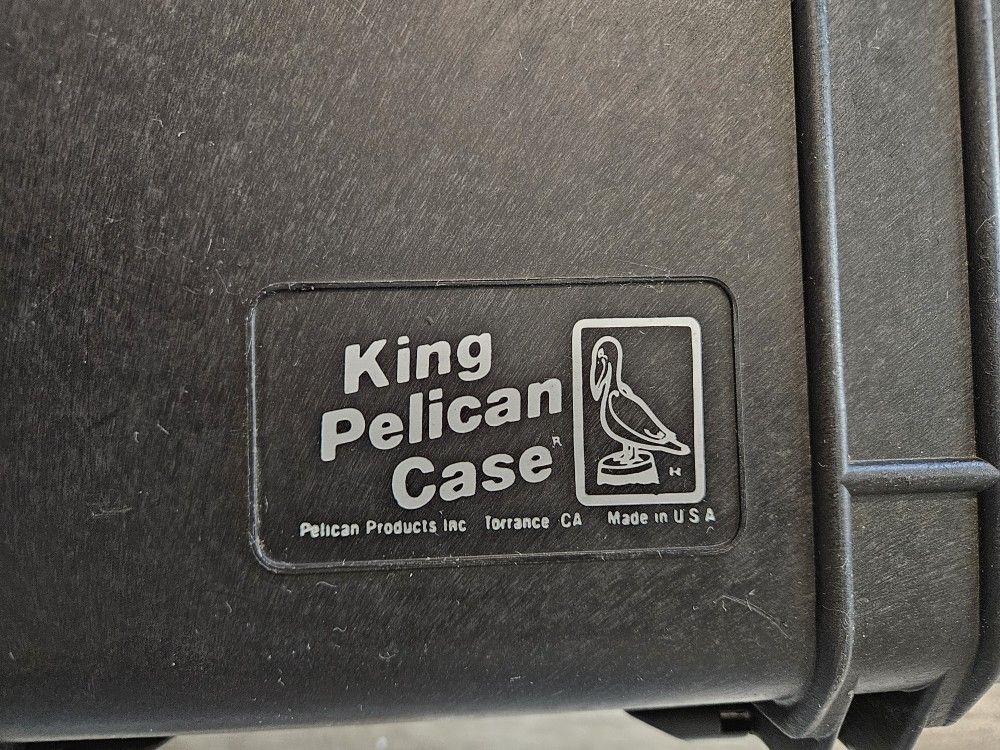 King
Pelican
Case R
Pelican Products Inc Torrance CA Made in U S A